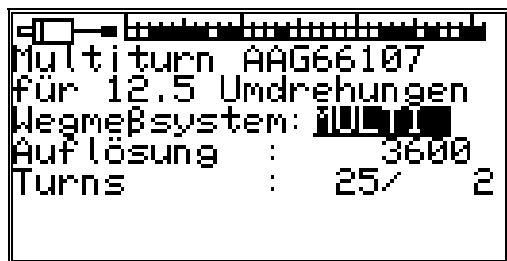 Multiturn AAG66107
für 12.5 Umdrehungen
Wegmeßsystem: MULTI
Auflösung : 3600
Turns : 25/ 2